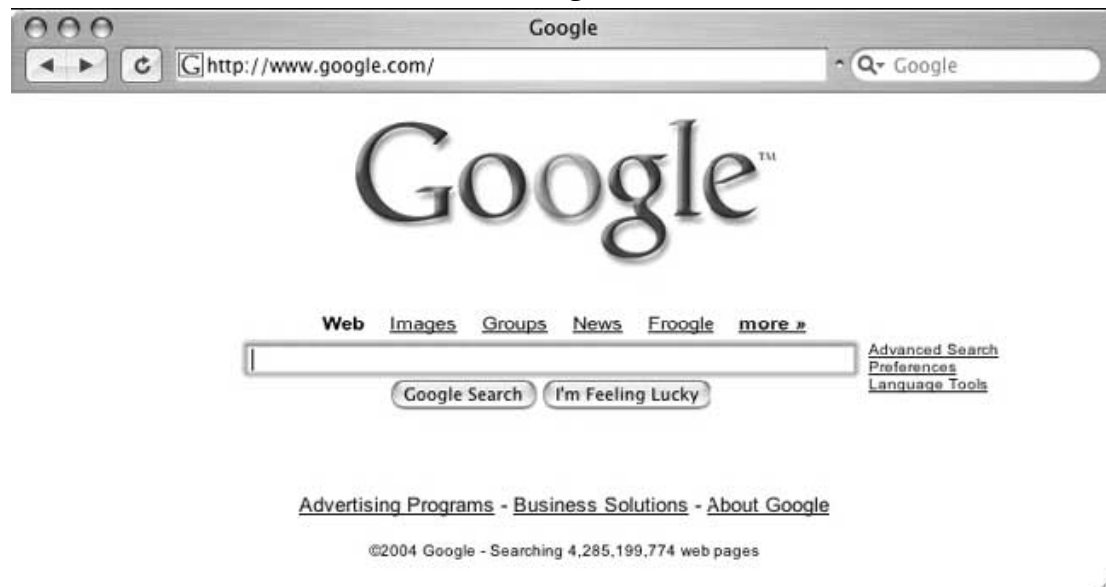 Google
http://www.google.com/ Google
Google™
Web Images Groups News Froogle more »
Advanced Search
Preferences
Language Tools
Google Search I'm Feeling Lucky
Advertising Programs - Business Solutions - About Google
©2004 Google - Searching 4,285,199,774 web pages